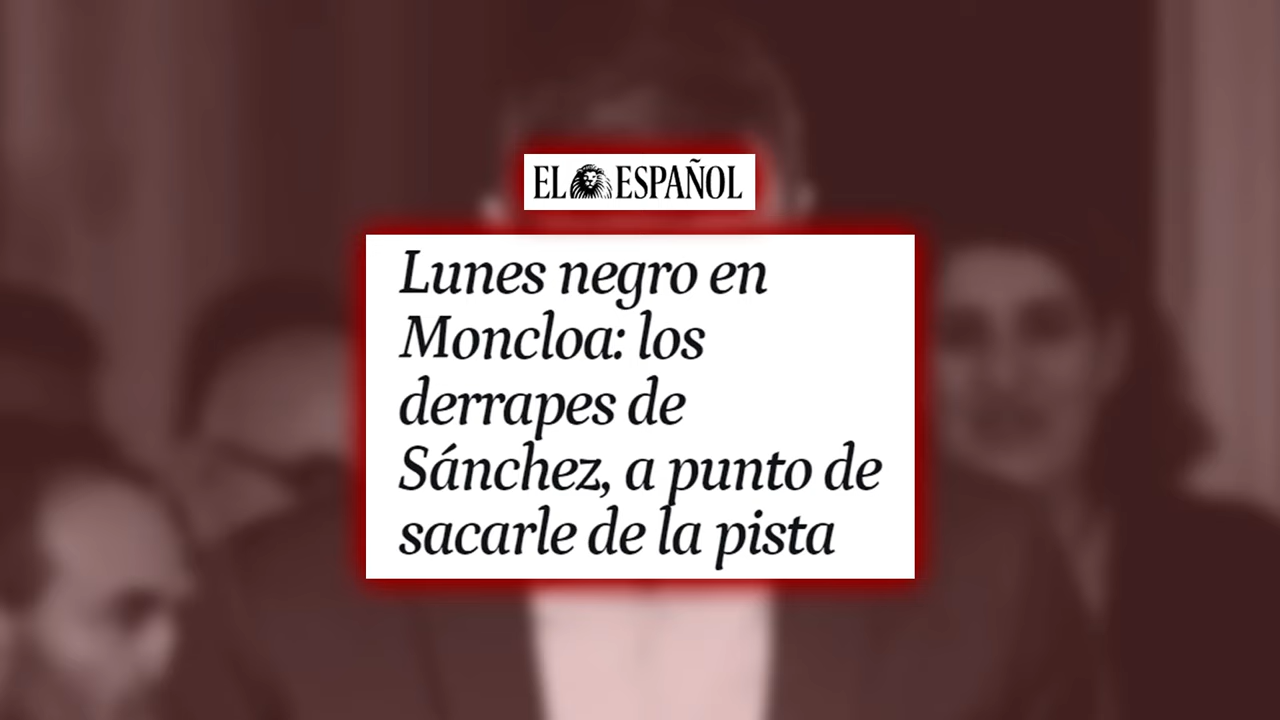 EL ESPAÑOL
Lunes negro en
Moncloa: los
derrapes de
Sánchez, a punto de
sacarle de la pista